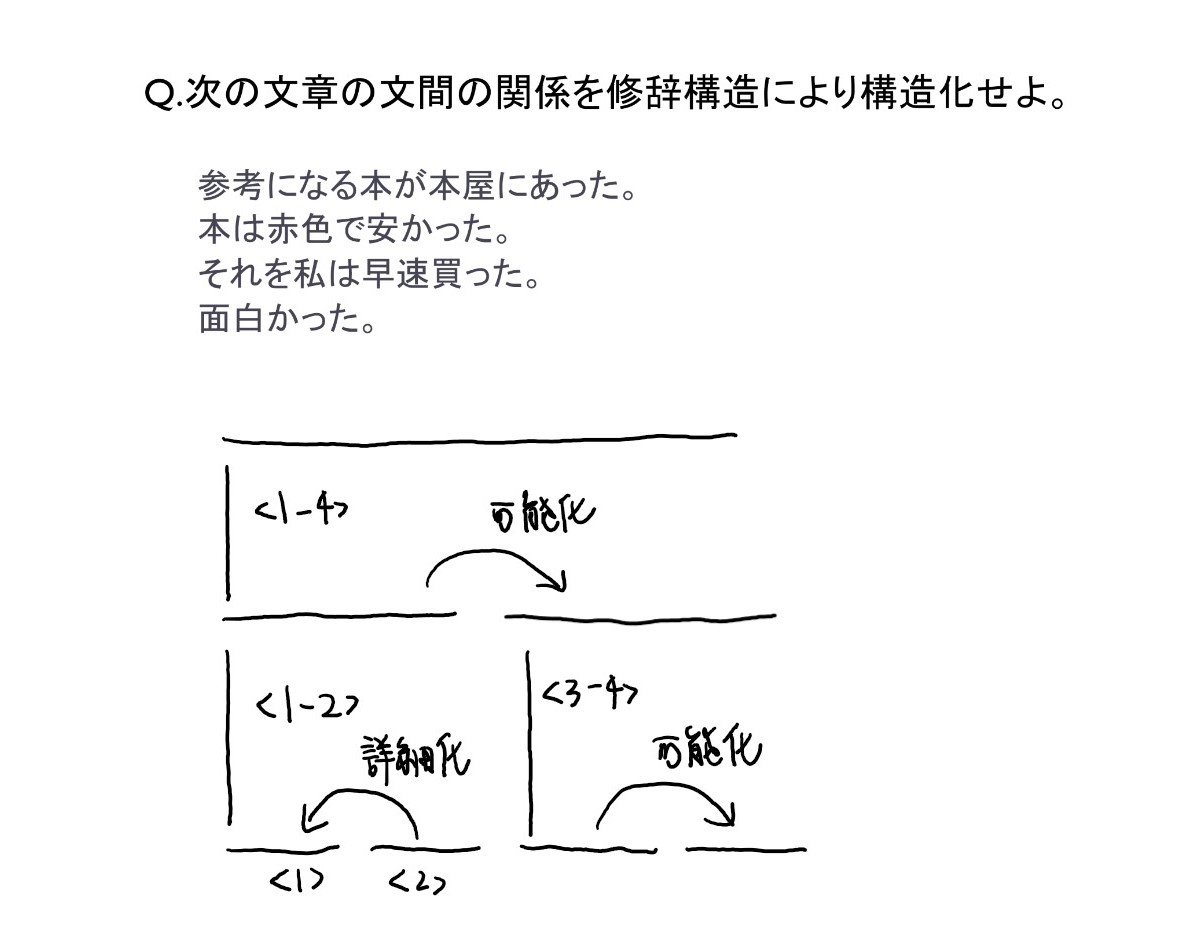 Q.次の文章の文間の関係を修辞構造により構造化せよ。
参考になる本が本屋にあった。
本は赤色で安かった。
それを私は早速買った。
面白かった。
<1-4> 可能化
<1-2> <3-4>
詳細化 可能化
<1> <2>